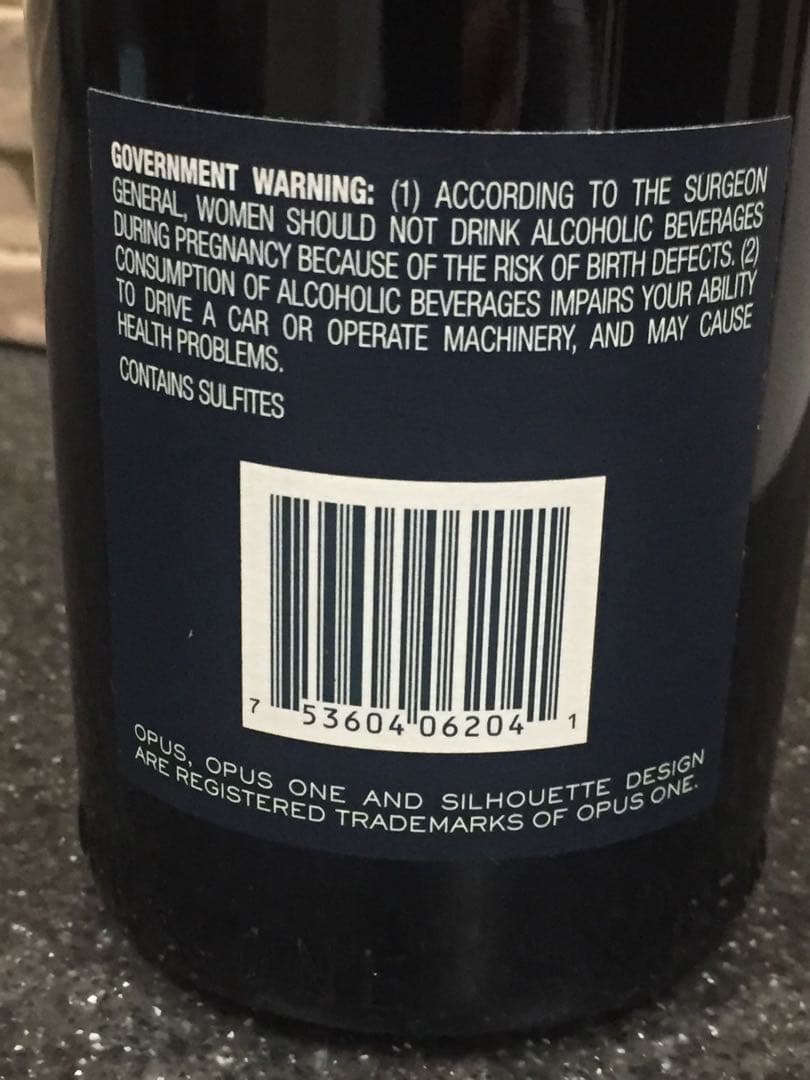 GOVERNMENT WARNING: (1) ACCORDING TO THE SURGEON
GENERAL, WOMEN SHOULD NOT DRINK ALCOHOLIC BEVERAGES
DURING PREGNANCY BECAUSE OF THE RISK OF BIRTH DEFECTS. (2)
CONSUMPTION OF ALCOHOLIC BEVERAGES IMPAIRS YOUR ABILITY
TO DRIVE A CAR OR OPERATE MACHINERY, AND MAY CAUSE
HEALTH PROBLEMS.
CONTAINS SULFITES
7 53604 06204 1
OPUS, OPUS ONE AND SILHOUETTE DESIGN
ARE REGISTERED TRADEMARKS OF OPUS ONE.